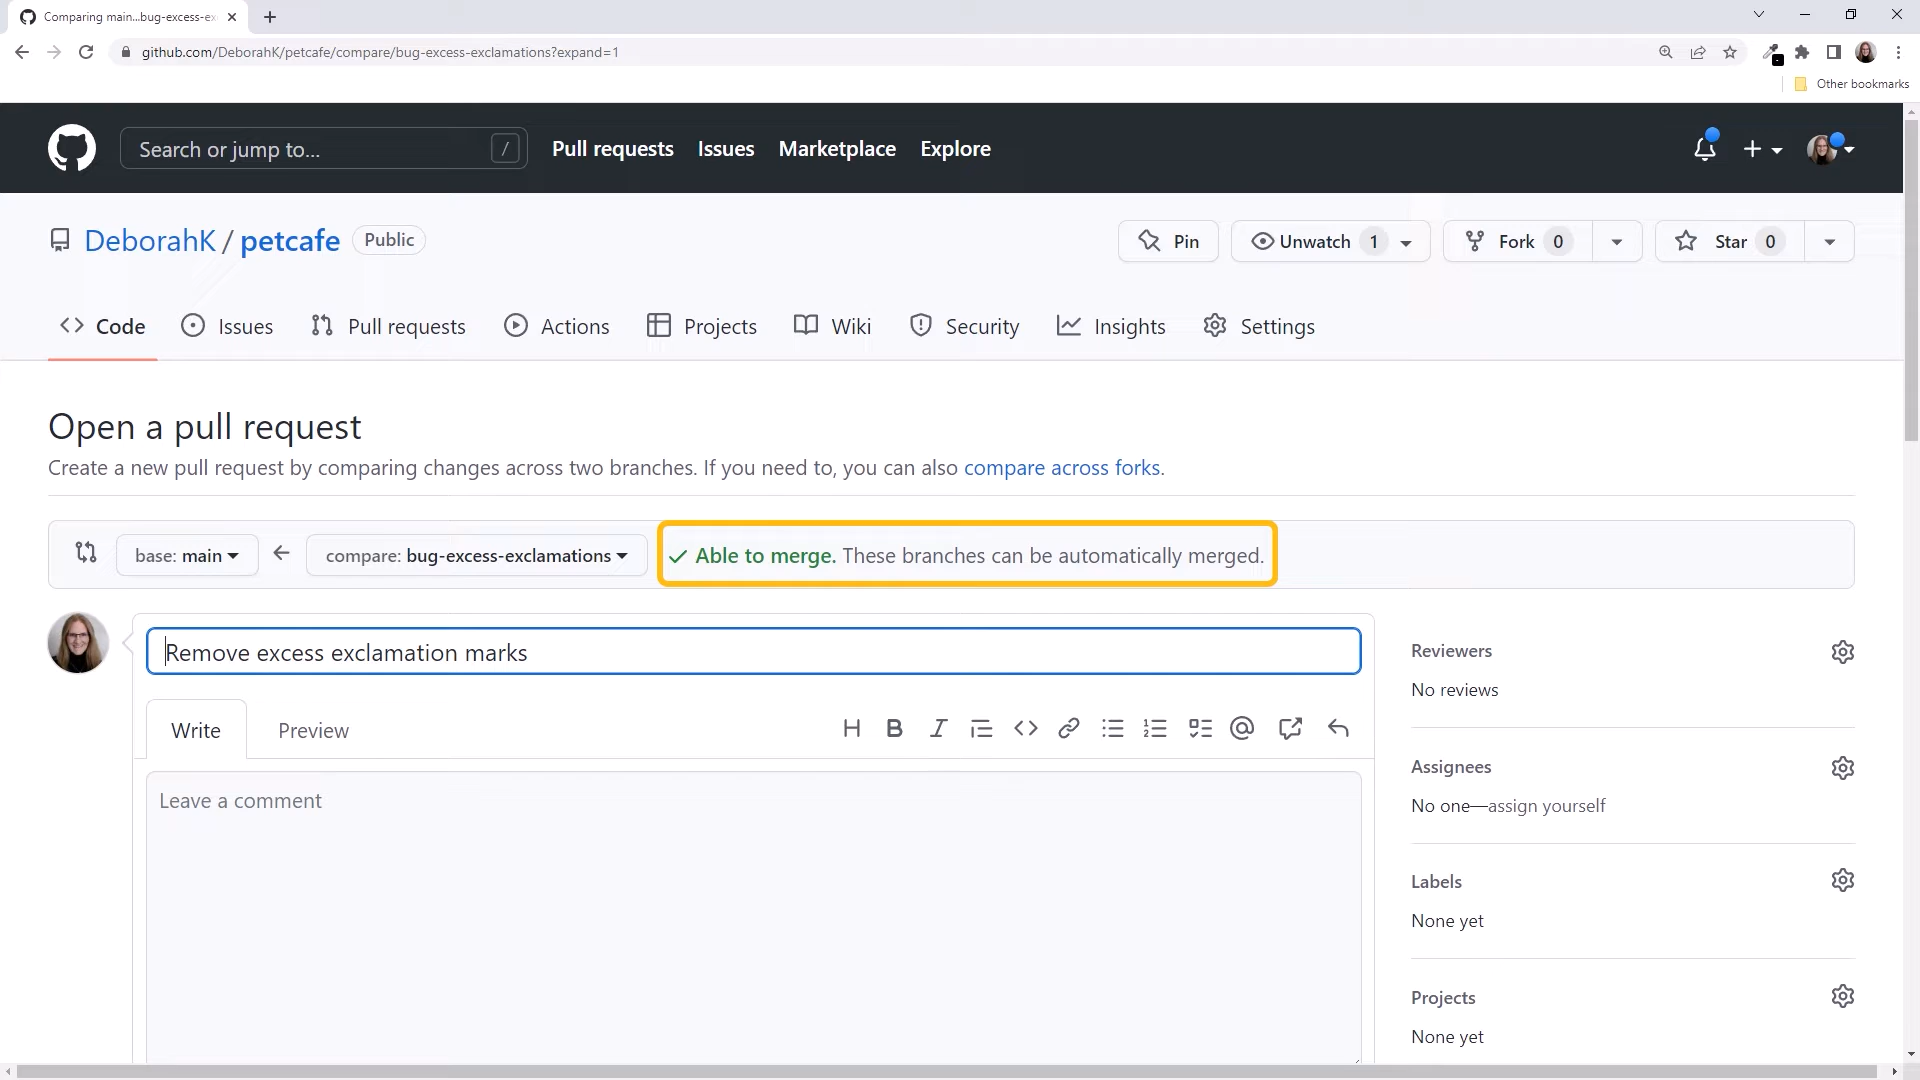 Comparing main...bug-excess-ex
github.com/DeborahK/petcafe/compare/bug-excess-exclamations?expand=1
Other bookmarks
Search or jump to... /
Pull requests Issues Marketplace Explore
DeborahK / petcafe Public
Pin Unwatch 1 Fork 0 Star 0
Code Issues Pull requests Actions Projects Wiki Security Insights Settings
Open a pull request
Create a new pull request by comparing changes across two branches. If you need to, you can also compare across forks.
base: main compare: bug-excess-exclamations Able to merge. These branches can be automatically merged.
Remove excess exclamation marks
Write Preview
Leave a comment
Reviewers
No reviews
Assignees
No one—assign yourself
Labels
None yet
Projects
None yet